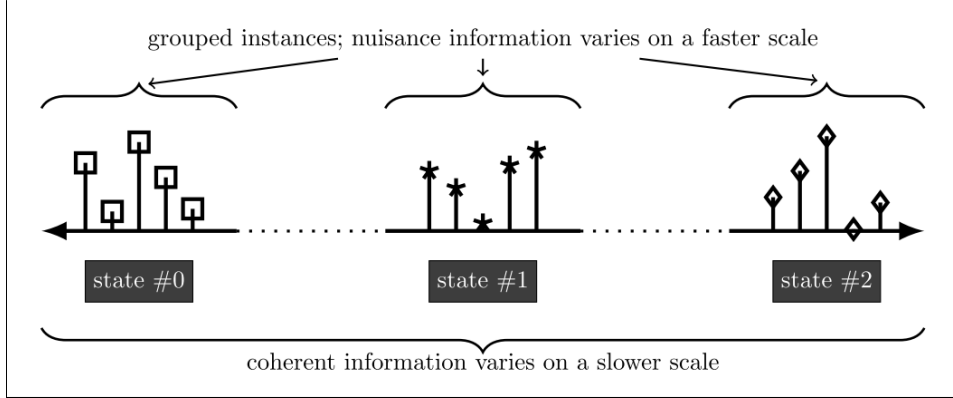 grouped instances; nuisance information varies on a faster scale
state #0
state #1
state #2
coherent information varies on a slower scale